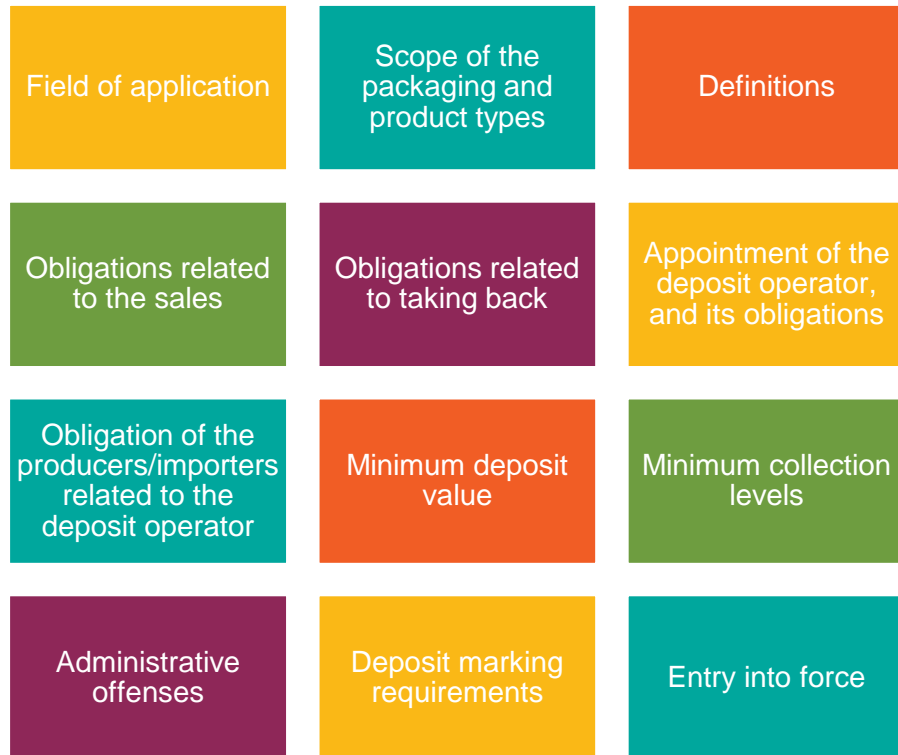 Field of application
Scope of the
packaging and
product types
Definitions
Obligations related
to the sales
Obligations related
to taking back
Appointment of the
deposit operator,
and its obligations
Obligation of the
producers/importers
related to the
deposit operator
Minimum deposit
value
Minimum collection
levels
Administrative
offenses
Deposit marking
requirements
Entry into force